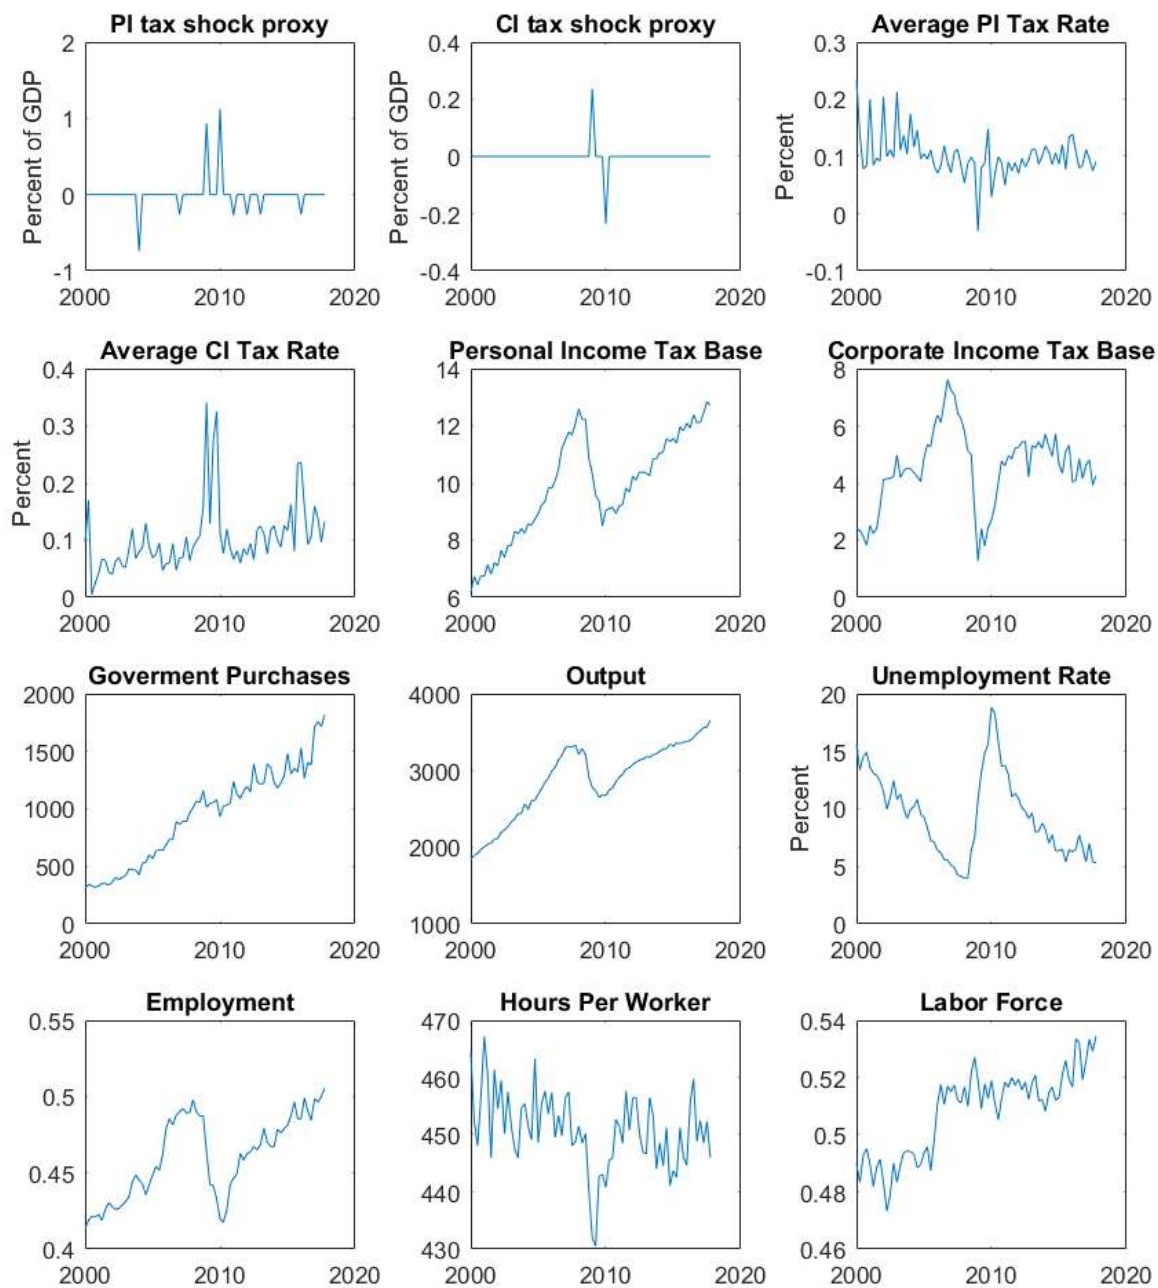 PI tax shock proxy
Percent of GDP
2
1
0
-1
2000 2010 2020
CI tax shock proxy
Percent of GDP
0.4
0.2
0
-0.2
-0.4
2000 2010 2020
Average PI Tax Rate
Percent
0.3
0.2
0.1
0
-0.1
2000 2010 2020
Average CI Tax Rate
Percent
0.4
0.3
0.2
0.1
0
2000 2010 2020
Personal Income Tax Base
14
12
10
8
6
2000 2010 2020
Corporate Income Tax Base
8
6
4
2
0
2000 2010 2020
Goverment Purchases
2000
1500
1000
500
0
2000 2010 2020
Output
4000
3000
2000
1000
2000 2010 2020
Unemployment Rate
Percent
20
15
10
5
0
2000 2010 2020
Employment
0.55
0.5
0.45
0.4
2000 2010 2020
Hours Per Worker
470
460
450
440
430
2000 2010 2020
Labor Force
0.54
0.52
0.5
0.48
0.46
2000 2010 2020